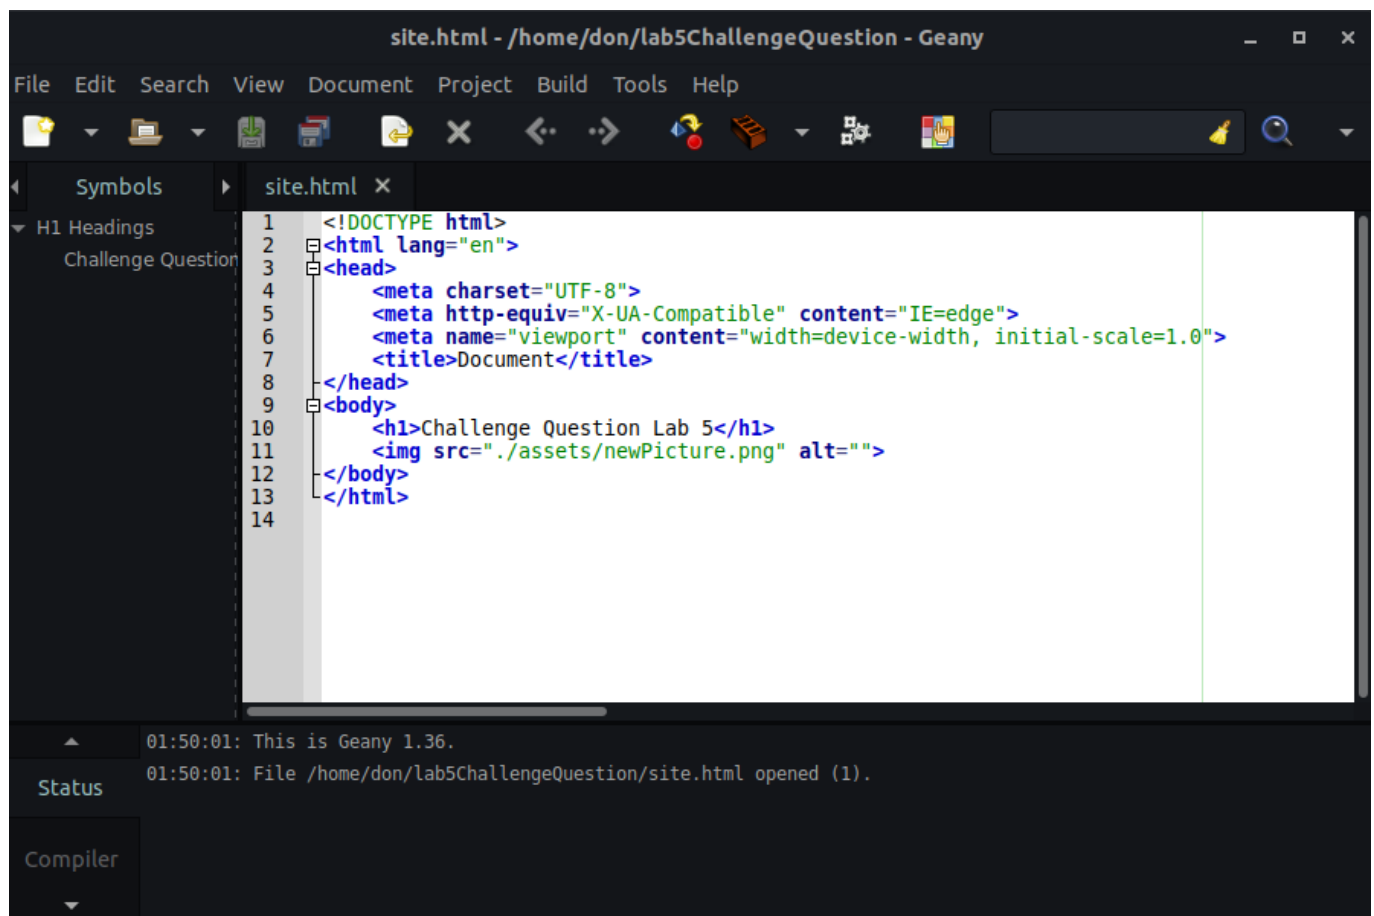 site.html - /home/don/lab5ChallengeQuestion - Geany
File Edit Search View Document Project Build Tools Help
Symbols
site.html
H1 Headings
Challenge Question
1 <!DOCTYPE html>
2 <html lang="en">
3 <head>
4 <meta charset="UTF-8">
5 <meta http-equiv="X-UA-Compatible" content="IE=edge">
6 <meta name="viewport" content="width=device-width, initial-scale=1.0">
7 <title>Document</title>
8 </head>
9 <body>
10 <h1>Challenge Question Lab 5</h1>
11 <img src="./assets/newPicture.png" alt="">
12 </body>
13 </html>
14
Status
Compiler
01:50:01: This is Geany 1.36.
01:50:01: File /home/don/lab5ChallengeQuestion/site.html opened (1).